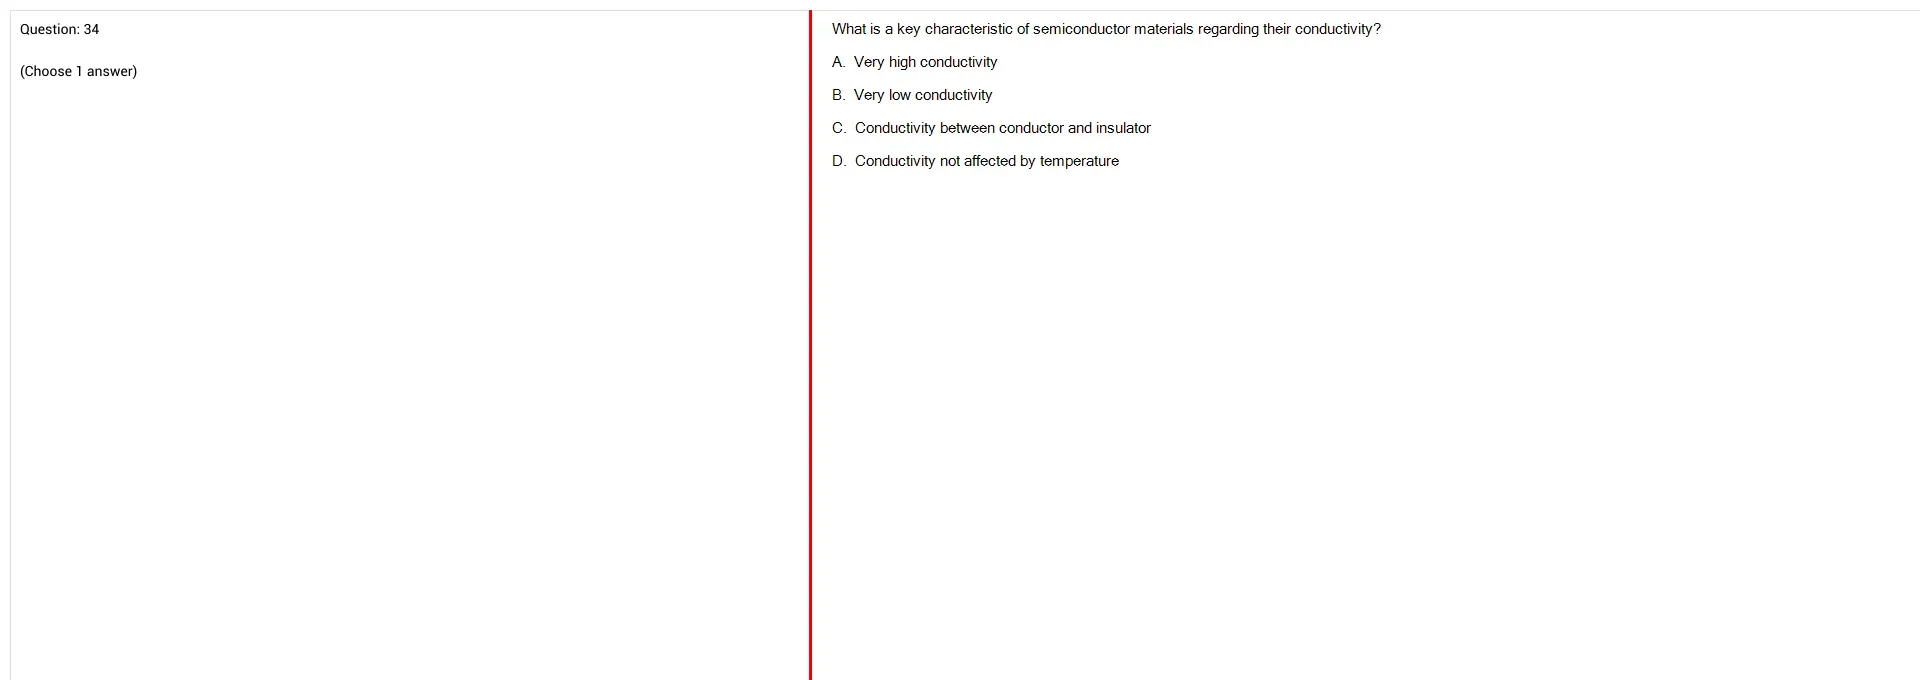 Question: 34
(Choose 1 answer)
What is a key characteristic of semiconductor materials regarding their conductivity?
A. Very high conductivity
B. Very low conductivity
C. Conductivity between conductor and insulator
D. Conductivity not affected by temperature